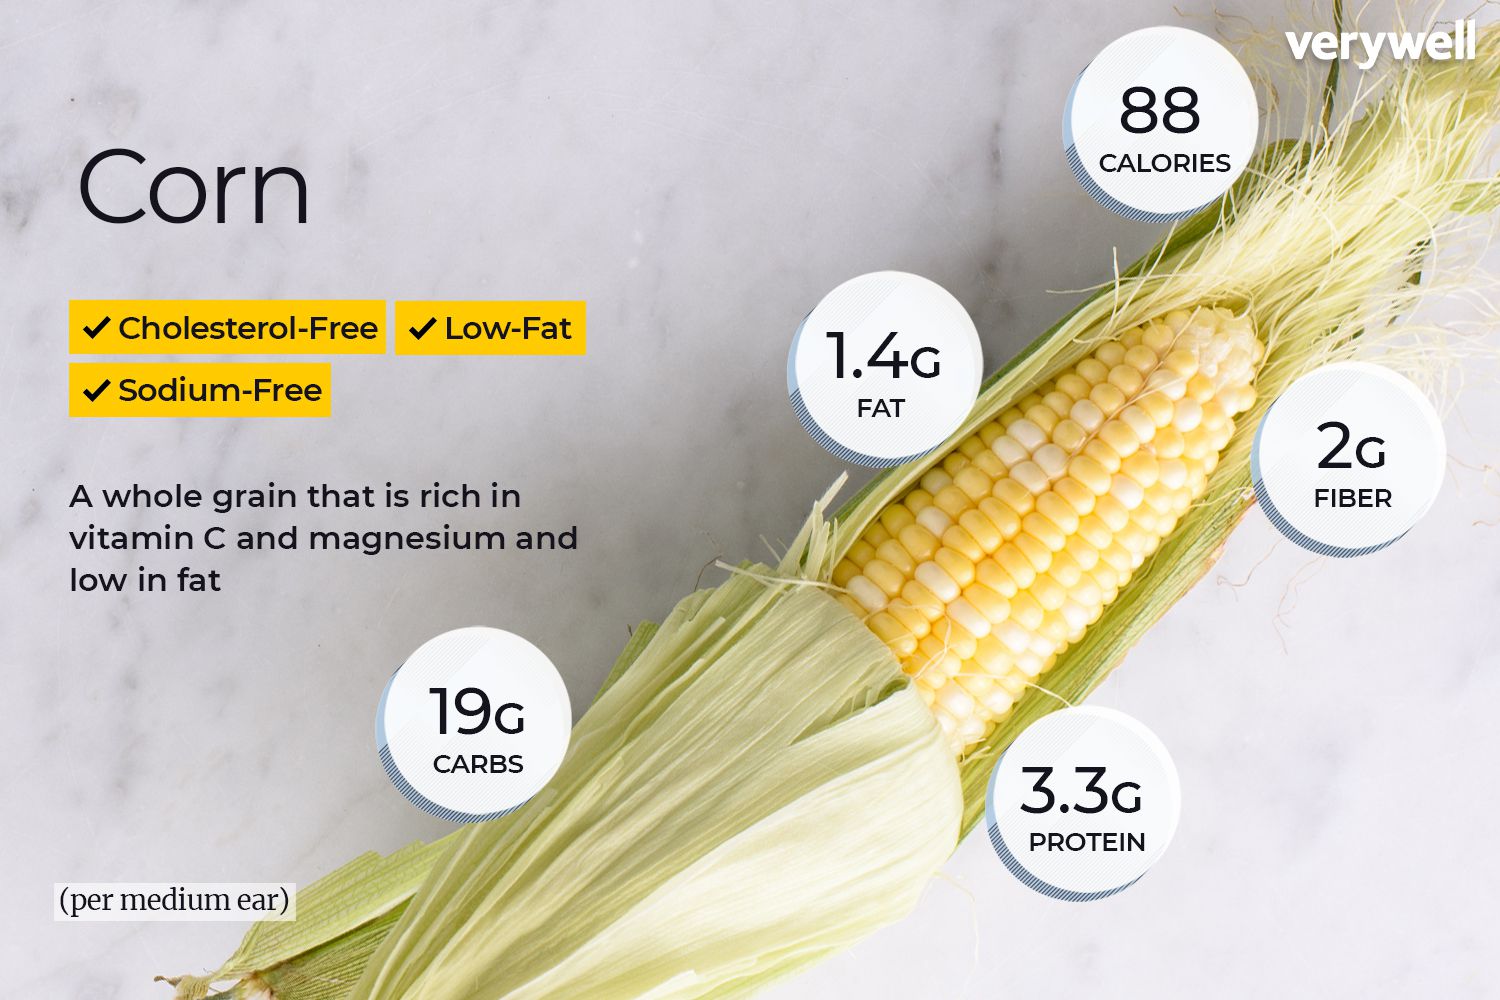 verywell
Corn
88
CALORIES
Cholesterol-Free
Low-Fat
Sodium-Free
1.4G
FAT
2G
FIBER
A whole grain that is rich in
vitamin C and magnesium and
low in fat
19G
CARBS
3.3G
PROTEIN
(per medium ear)